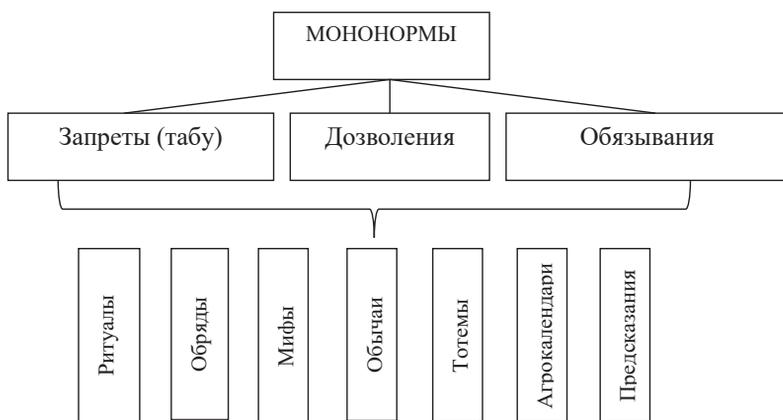 МОНОНОРМЫ
Запреты (табу)
Дозволения
Обязывания
Ритуалы
Обряды
Мифы
Обычаи
Тотемы
Агрокалендари
Предсказания